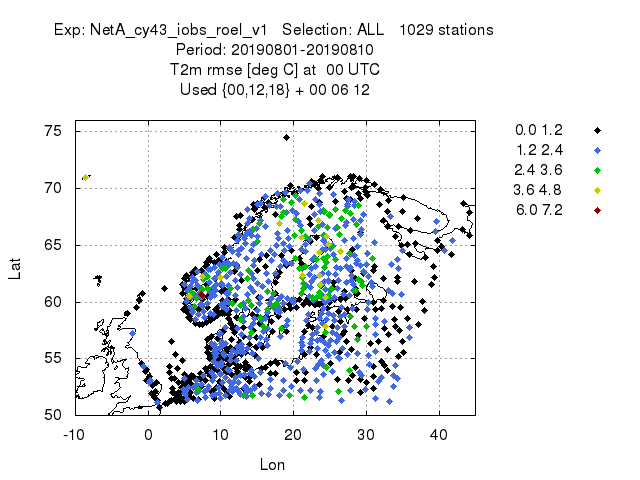 Exp: NetA_cy43_iobs_roel_v1 Selection: ALL 1029 stations
Period: 20190801-20190810
T2m rmse [deg C] at 00 UTC
Used {00,12,18} + 00 06 12
75
70
65
60
55
50
Lat
-10 0 10 20 30 40
Lon
0.0 1.2
1.2 2.4
2.4 3.6
3.6 4.8
6.0 7.2